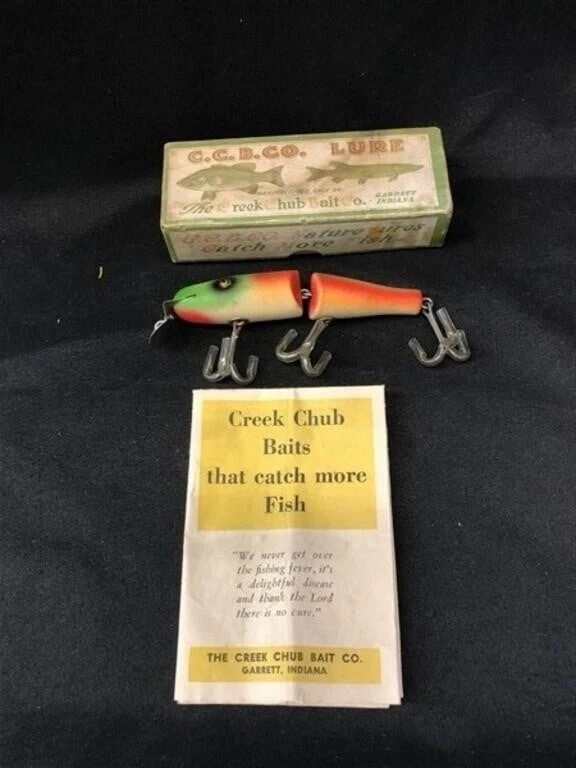 C.C.B.CO. LURE
The Creek Chub Bait Co.
GARRETT
INDIANA
C.C.B.CO. Nature Lures
Catch More Fish
Creek Chub
Baits
that catch more
Fish
"We never get over
the fishing fever, it's
a delightful disease
and thank the Lord
there is no cure."
THE CREEK CHUB BAIT CO.
GARRETT, INDIANA